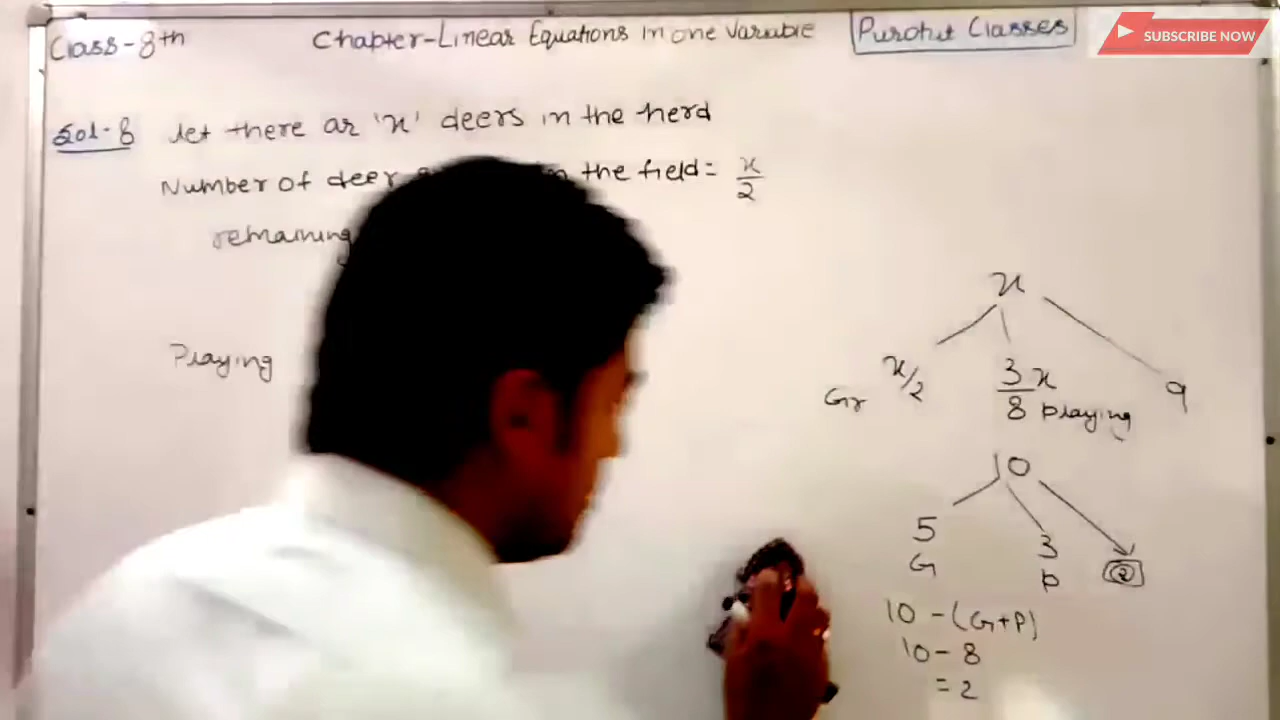 Class-8th Chapter-Linear Equations in one Variable Purohit Classes
SUBSCRIBE NOW
Sol-8 let there ar 'x' deers in the herd
Number of deer in the field = x/2
remaining
Playing
x
Gr x/2 3x/8 playing 9
10
5 3 2
G P
10 - (G+P)
10 - 8
= 2